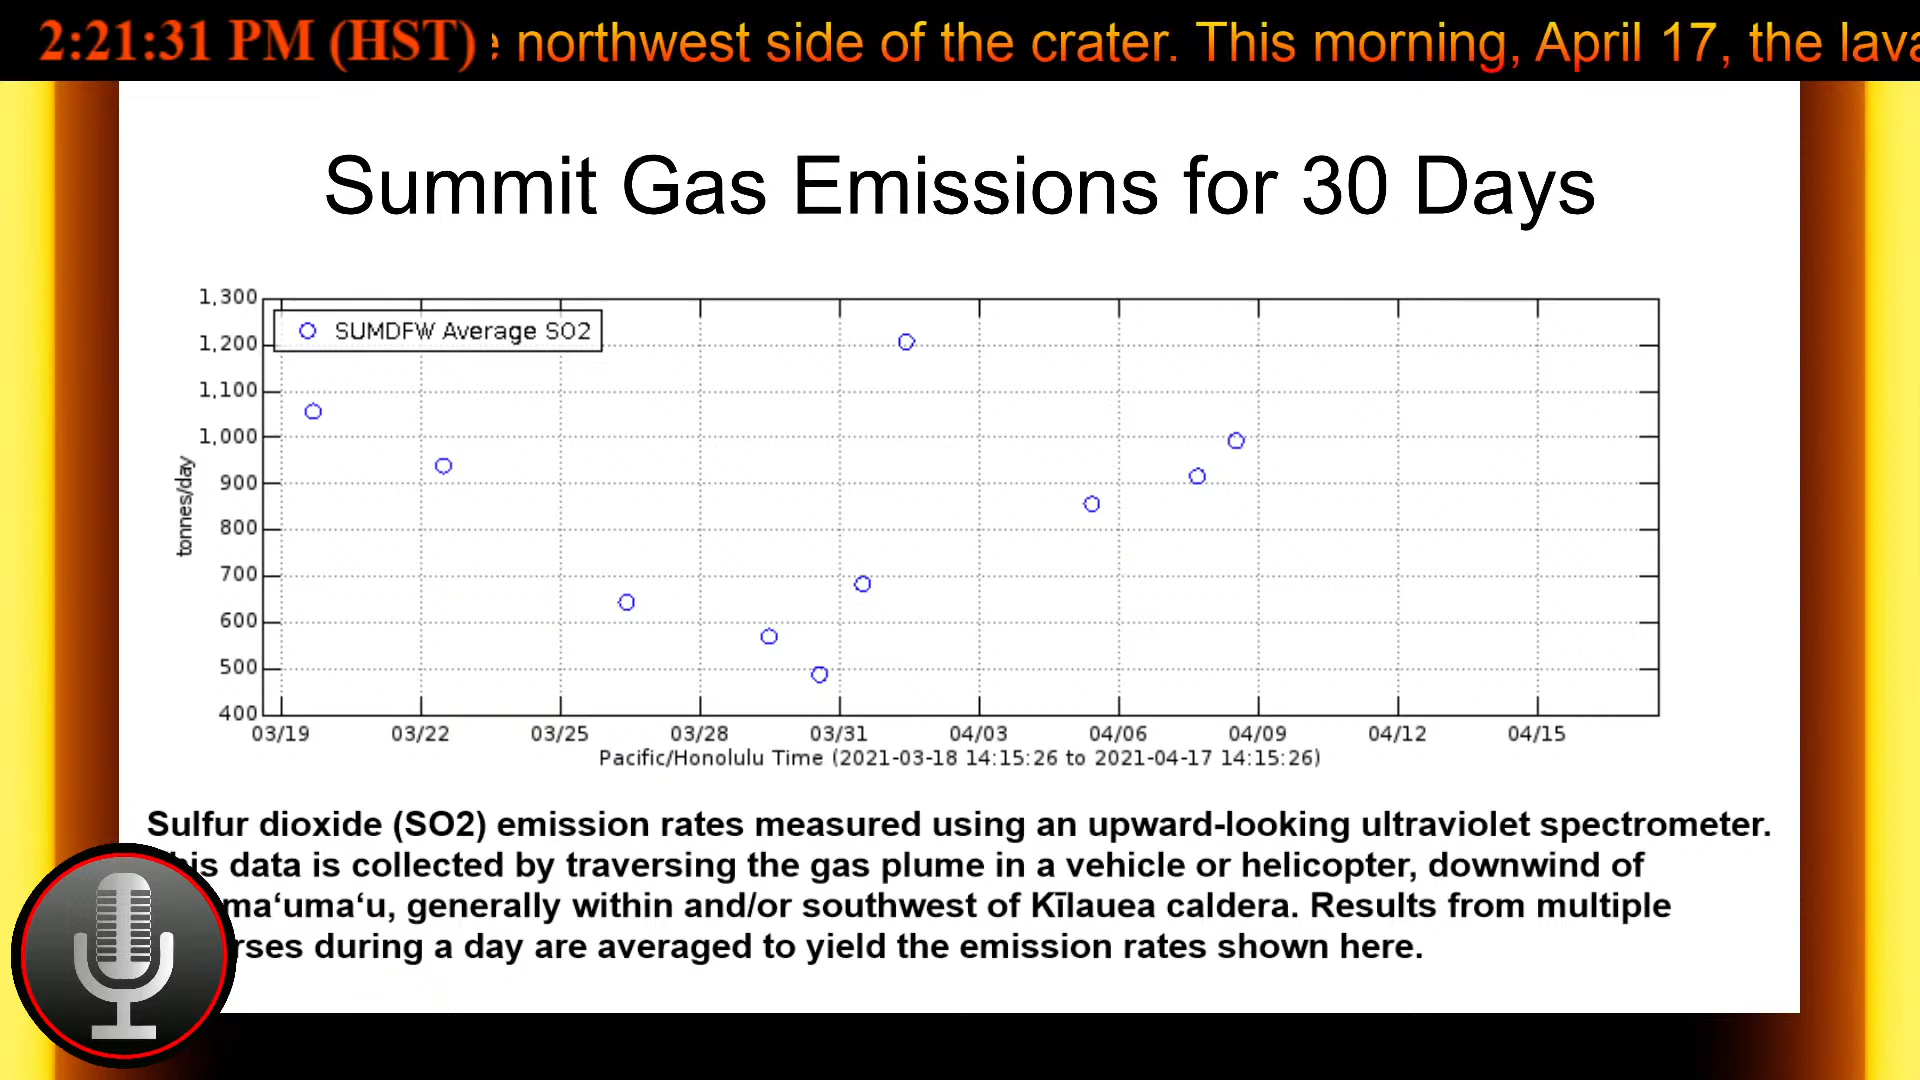 2:21:31 PM (HST) northwest side of the crater. This morning, April 17, the lava
Summit Gas Emissions for 30 Days
1,300
SUMDFW Average SO2
1,200
1,100
1,000
900
800
700
600
500
400
tonnes/day
03/19 03/22 03/25 03/28 03/31 04/03 04/06 04/09 04/12 04/15
Pacific/Honolulu Time (2021-03-18 14:15:26 to 2021-04-17 14:15:26)
Sulfur dioxide (SO2) emission rates measured using an upward-looking ultraviolet spectrometer.
data is collected by traversing the gas plume in a vehicle or helicopter, downwind of
maʻumaʻu, generally within and/or southwest of Kīlauea caldera. Results from multiple
rses during a day are averaged to yield the emission rates shown here.